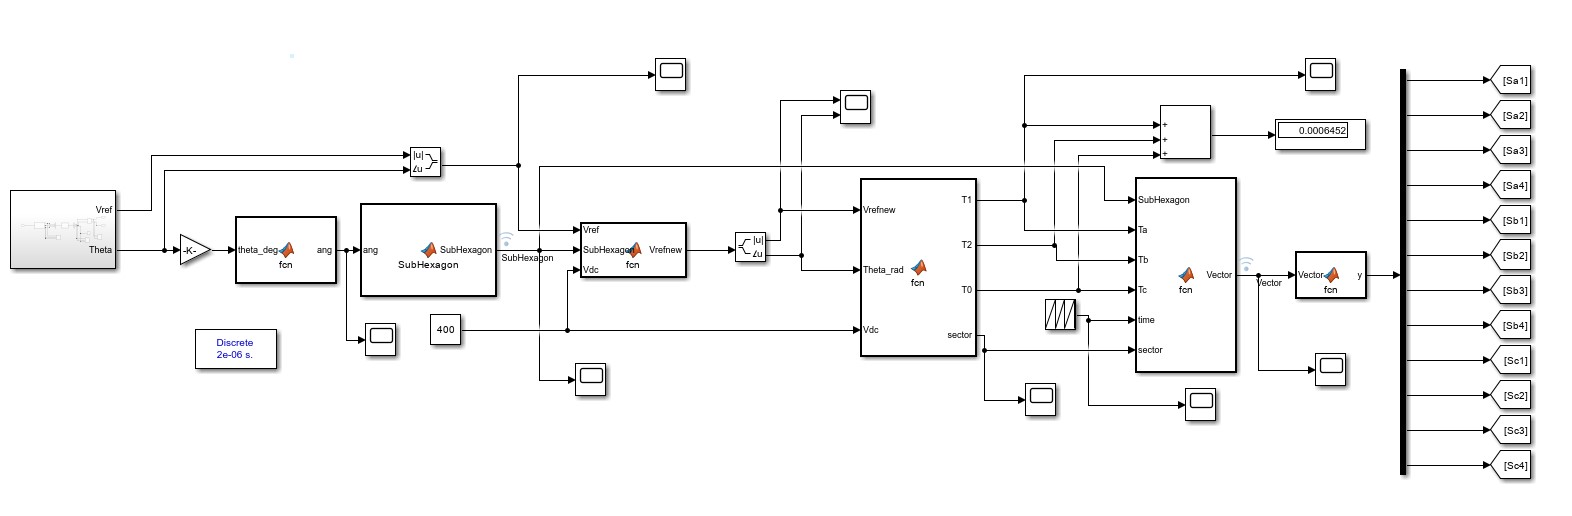 Vref
Theta
-K-
|u|
∠u
theta_deg
ang
fcn
ang
SubHexagon
SubHexagon
SubHexagon
Vref
SubHexagon
Vdc
Vrefnew
fcn
400
Discrete
2e-06 s.
|u|
∠u
Vrefnew
Theta_rad
Vdc
fcn
T1
T2
T0
sector
+
+
+
0.0006452
SubHexagon
Ta
Tb
Tc
time
sector
Vector
fcn
Vector
Vector
y
fcn
[Sa1]
[Sa2]
[Sa3]
[Sa4]
[Sb1]
[Sb2]
[Sb3]
[Sb4]
[Sc1]
[Sc2]
[Sc3]
[Sc4]